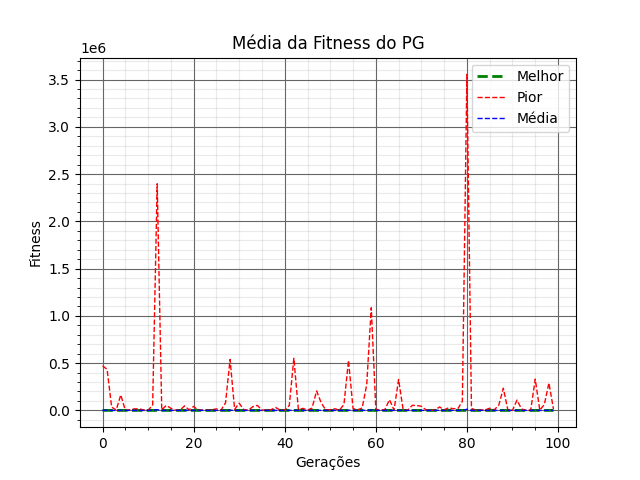 Média da Fitness do PG
1e6
Melhor
Pior
Média
3.5
3.0
2.5
2.0
1.5
1.0
0.5
0.0
Fitness
0 20 40 60 80 100
Gerações